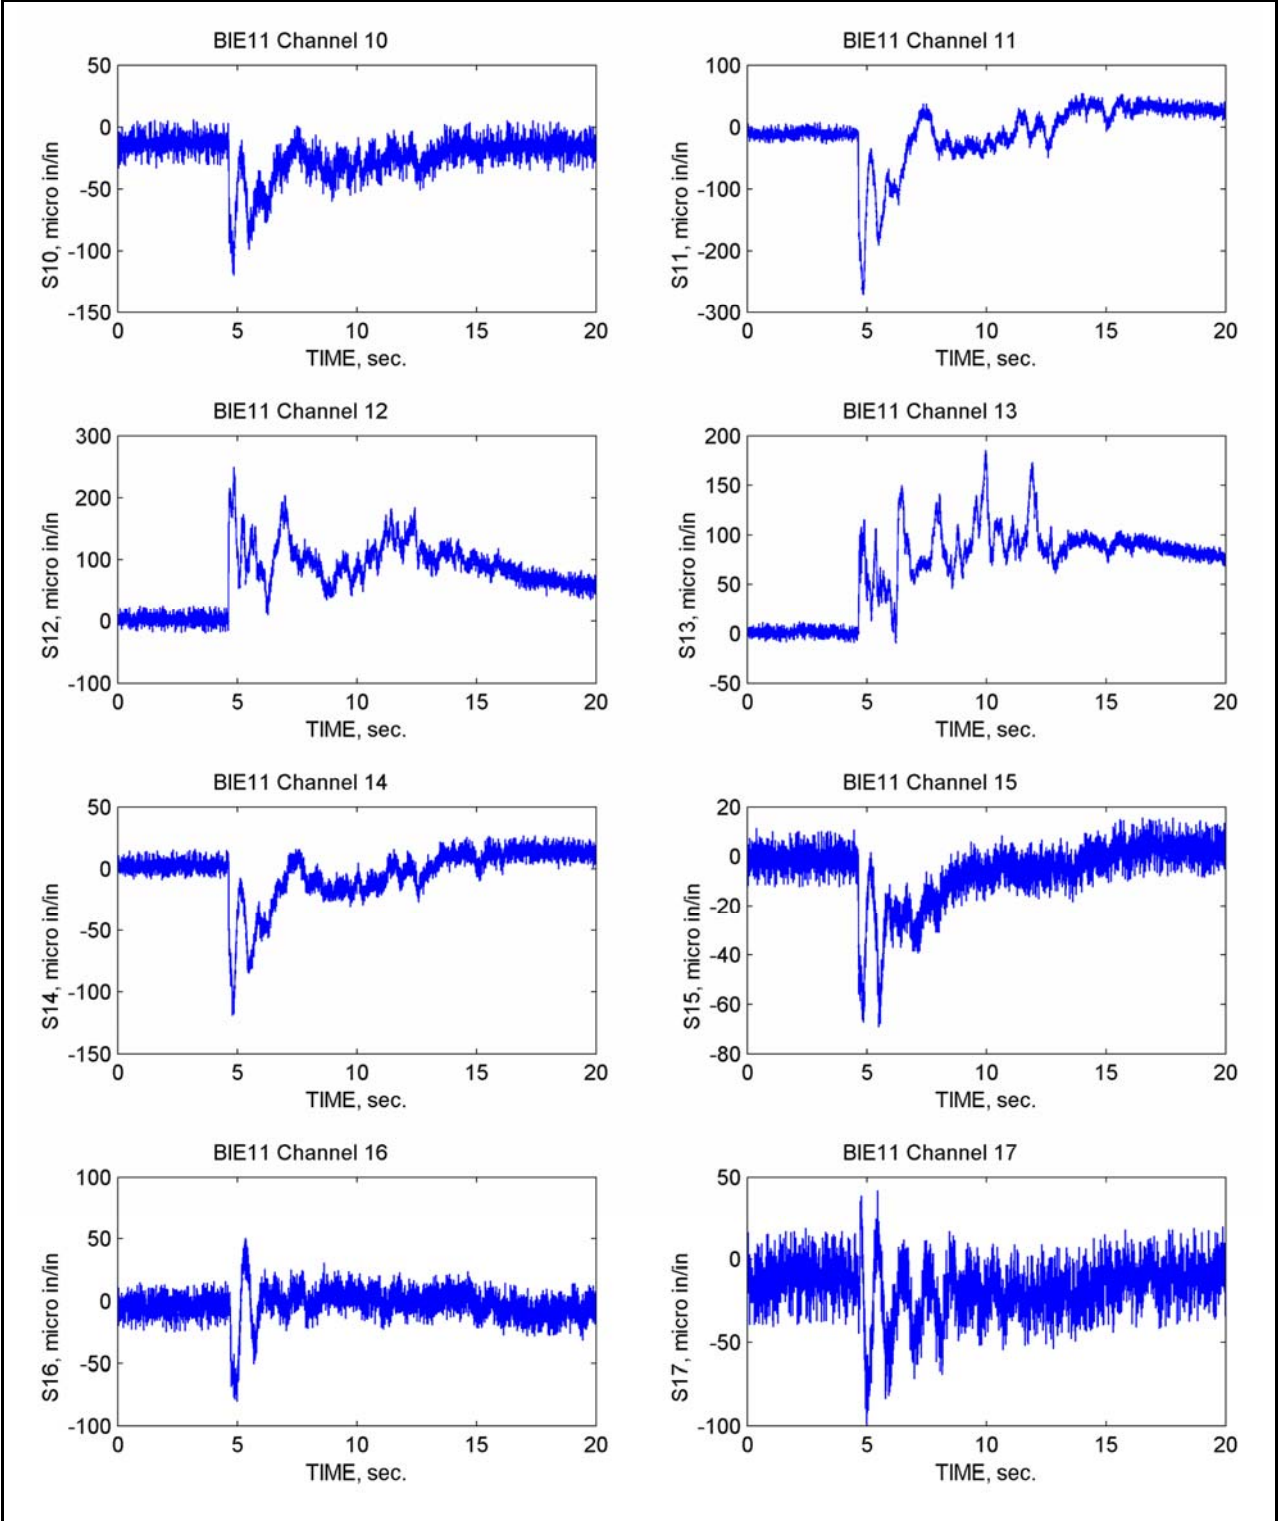 BIE11 Channel 10
50
0
-50
-100
-150
S10, micro in/in
0 5 10 15 20
TIME, sec.
BIE11 Channel 11
100
0
-100
-200
-300
S11, micro in/in
0 5 10 15 20
TIME, sec.
BIE11 Channel 12
300
200
100
0
-100
S12, micro in/in
0 5 10 15 20
TIME, sec.
BIE11 Channel 13
200
150
100
50
0
-50
S13, micro in/in
0 5 10 15 20
TIME, sec.
BIE11 Channel 14
50
0
-50
-100
-150
S14, micro in/in
0 5 10 15 20
TIME, sec.
BIE11 Channel 15
20
0
-20
-40
-60
-80
S15, micro in/in
0 5 10 15 20
TIME, sec.
BIE11 Channel 16
100
50
0
-50
-100
S16, micro in/in
0 5 10 15 20
TIME, sec.
BIE11 Channel 17
50
0
-50
-100
S17, micro in/in
0 5 10 15 20
TIME, sec.